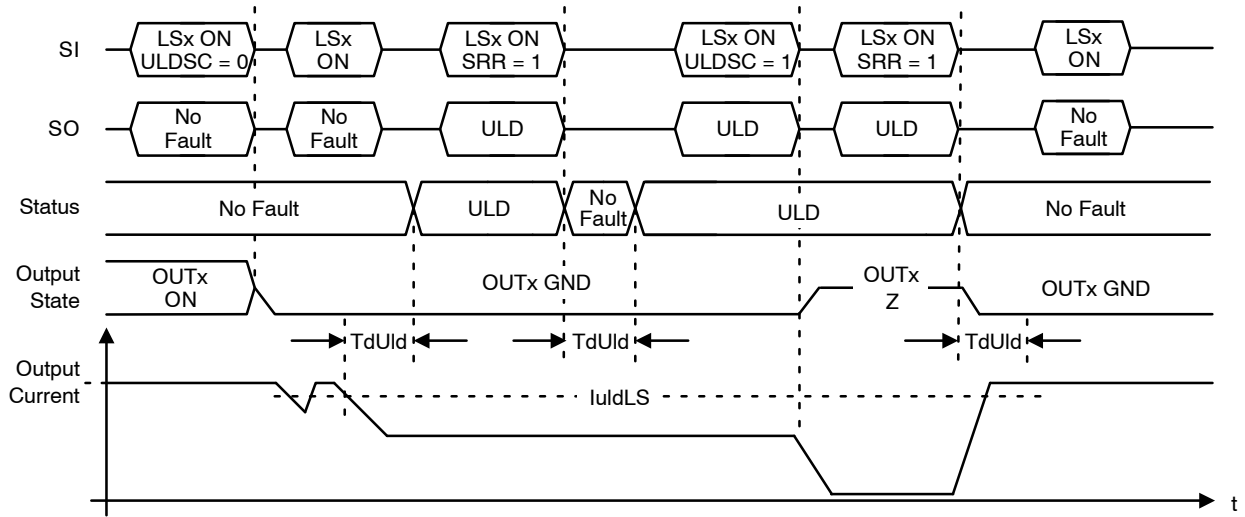 SI
LSx ON
ULDSC = 0
LSx
ON
LSx ON
SRR = 1
LSx ON
ULDSC = 1
LSx ON
SRR = 1
LSx
ON
SO
No
Fault
No
Fault
ULD
ULD
ULD
No
Fault
Status
No Fault
ULD
No
Fault
ULD
No Fault
Output
State
OUTx
ON
OUTx GND
OUTx
Z
OUTx GND
TdUld
TdUld
TdUld
Output
Current
IuldLS
t